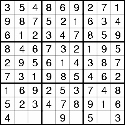 3 5 4 8 6 9 2 7 1
9 8 7 5 2 1 6 3 4
6 1 2 3 4 7 5 9 8
8 4 6 7 3 2 1 9 5
2 9 5 6 1 4 3 8 7
7 3 1 9 8 5 4 6 2
1 6 9 2 5 3 7 4
5 2 3 4 7 8 9 1 6
4 9 5 3